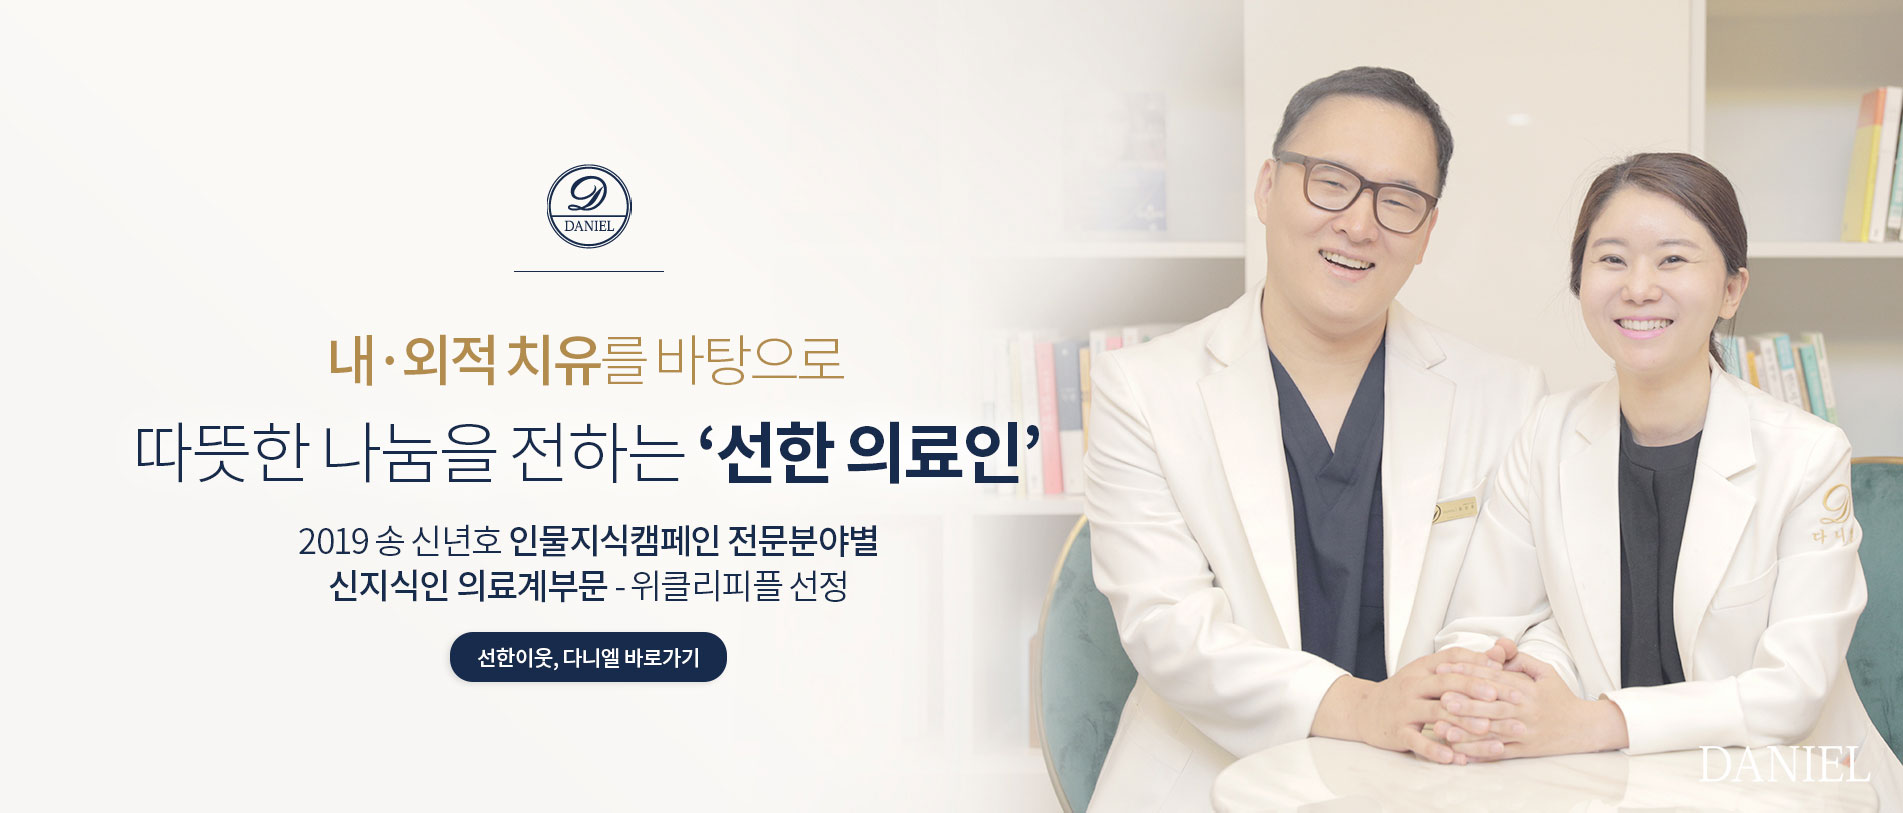 D
DANIEL
내·외적 치유를 바탕으로
따뜻한 나눔을 전하는 ‘선한 의료인’
2019 송 신년호 인물지식캠페인 전문분야별
신지식인 의료계부문 - 위클리피플 선정
선한이웃, 다니엘 바로가기
D
다니
DANIEL